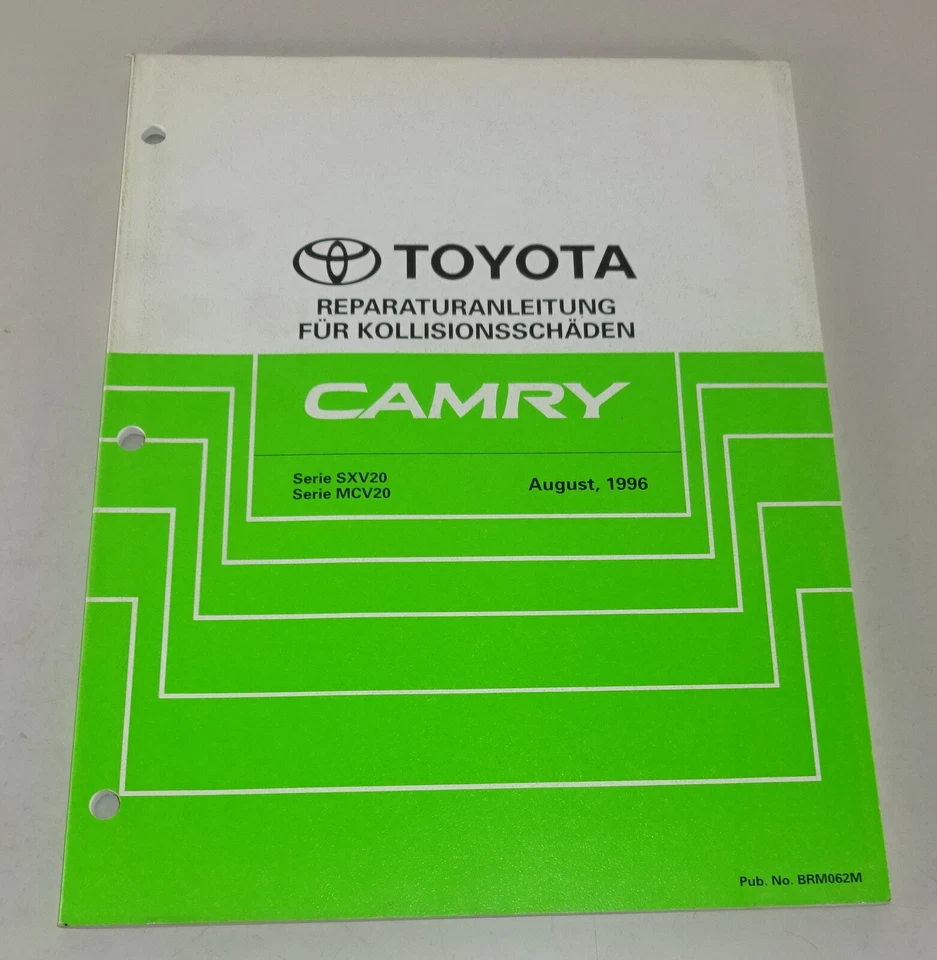 TOYOTA
REPARATURANLEITUNG
FÜR KOLLISIONSSCHÄDEN
CAMRY
Serie SXV20
Serie MCV20
August, 1996
Pub. No. BRM062M